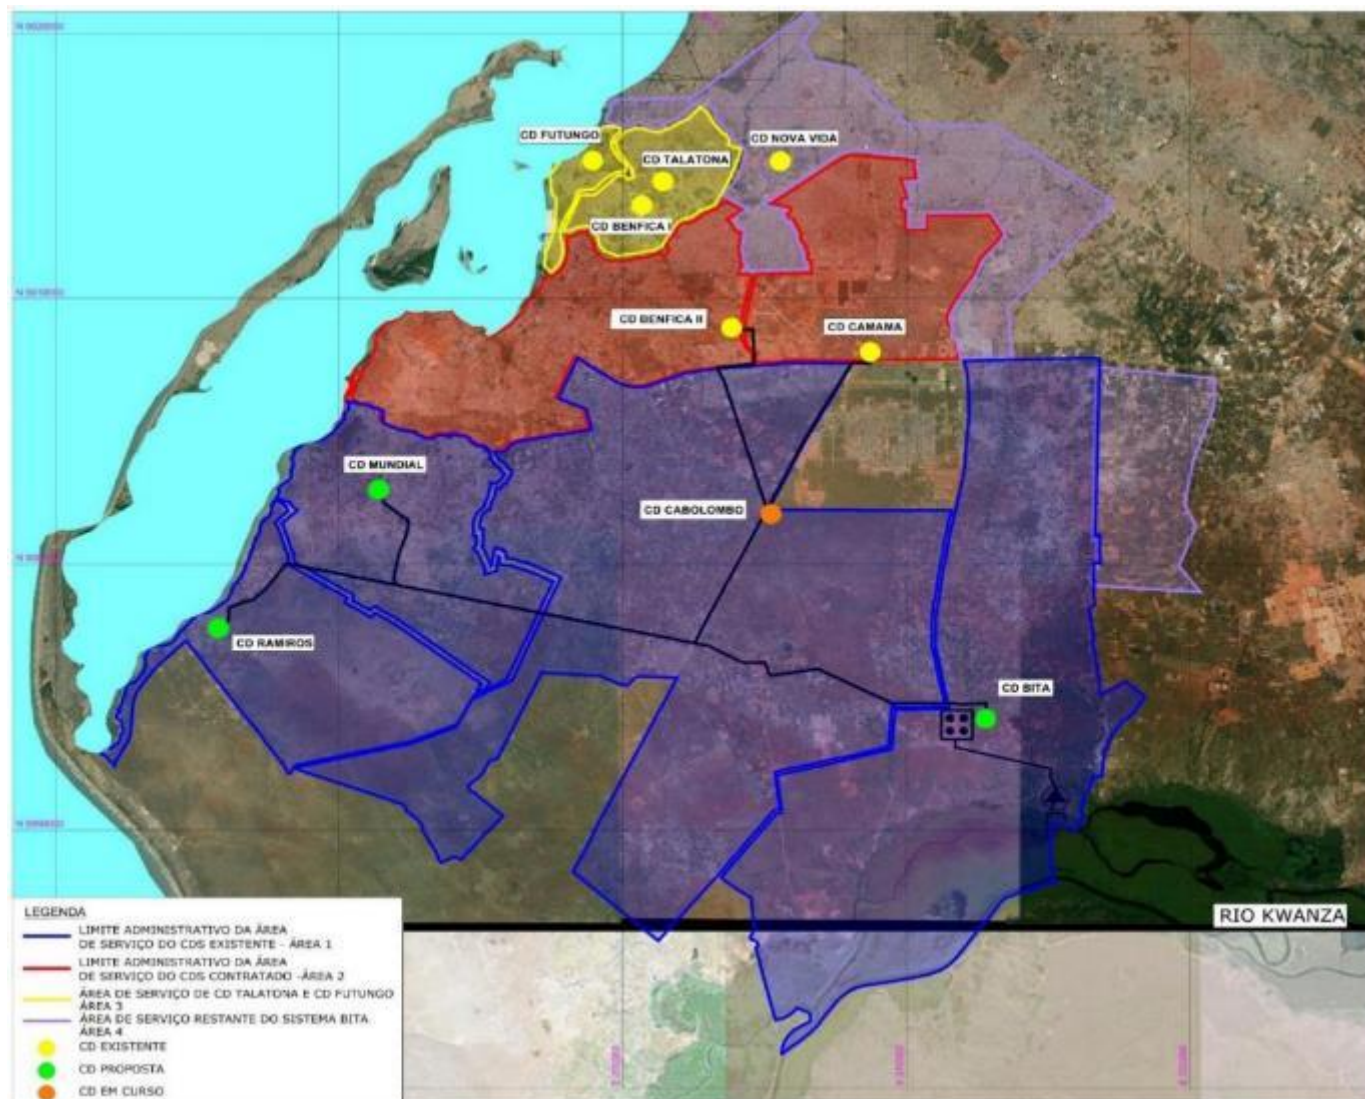 CD FUTUNGO
CD NOVA VIDA
CD TALATONA
CD BENFICA I
CD BENFICA II
CD CAMAMA
CD MUNDIAL
CD CABOLOMBO
CD RAMIROS
CD BITA
RIO KWANZA
LEGENDA
LIMITE ADMINISTRATIVO DA ÁREA
DE SERVIÇO DO CDS EXISTENTE - ÁREA 1
LIMITE ADMINISTRATIVO DA ÁREA
DE SERVIÇO DO CDS CONTRATADO -ÁREA 2
ÁREA DE SERVIÇO DE CD TALATONA E CD FUTUNGO
ÁREA 3
ÁREA DE SERVIÇO RESTANTE DO SISTEMA BITA
ÁREA 4
CD EXISTENTE
CD PROPOSTA
CD EM CURSO